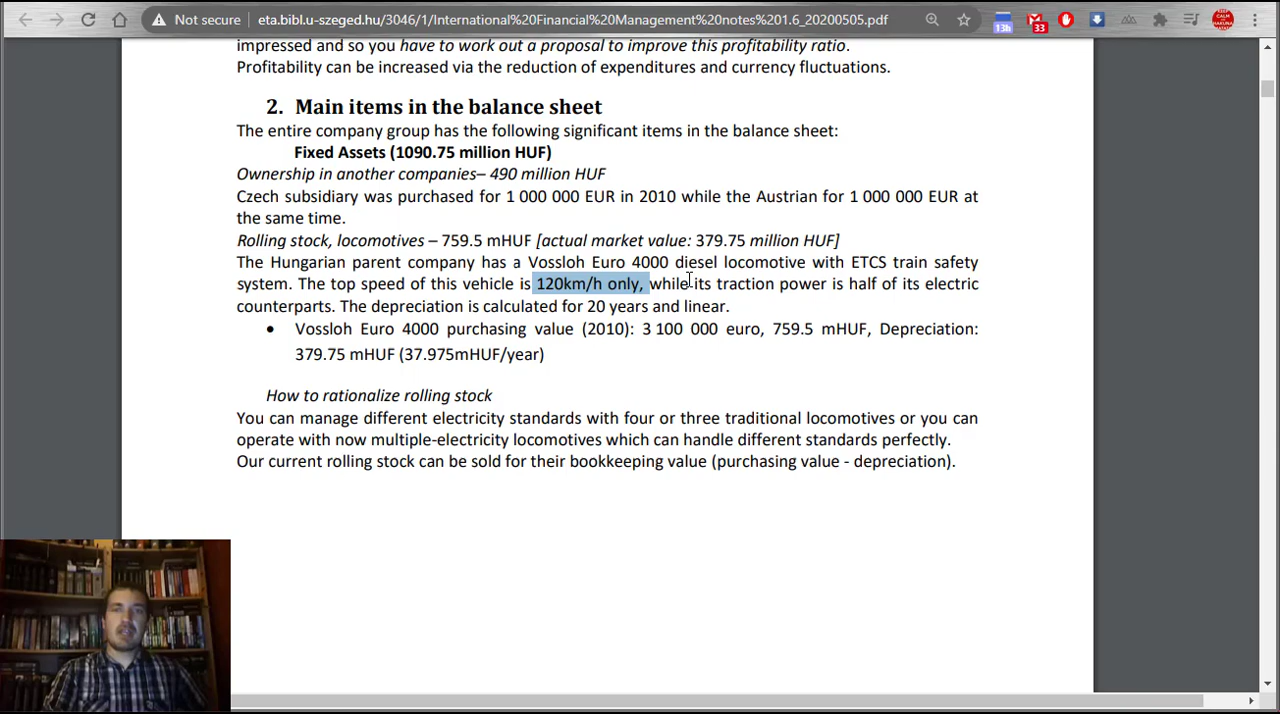 Not secure
eta.bibl.u-szeged.hu/3046/1/International%20Financial%20Management%20notes%201.6_20200505.pdf
13h
33
impressed and so you have to work out a proposal to improve this profitability ratio.
Profitability can be increased via the reduction of expenditures and currency fluctuations.
2. Main items in the balance sheet
The entire company group has the following significant items in the balance sheet:
Fixed Assets (1090.75 million HUF)
Ownership in another companies– 490 million HUF
Czech subsidiary was purchased for 1 000 000 EUR in 2010 while the Austrian for 1 000 000 EUR at
the same time.
Rolling stock, locomotives – 759.5 mHUF [actual market value: 379.75 million HUF]
The Hungarian parent company has a Vossloh Euro 4000 diesel locomotive with ETCS train safety
system. The top speed of this vehicle is 120km/h only, while its traction power is half of its electric
counterparts. The depreciation is calculated for 20 years and linear.
• Vossloh Euro 4000 purchasing value (2010): 3 100 000 euro, 759.5 mHUF, Depreciation:
379.75 mHUF (37.975mHUF/year)
How to rationalize rolling stock
You can manage different electricity standards with four or three traditional locomotives or you can
operate with now multiple-electricity locomotives which can handle different standards perfectly.
Our current rolling stock can be sold for their bookkeeping value (purchasing value - depreciation).